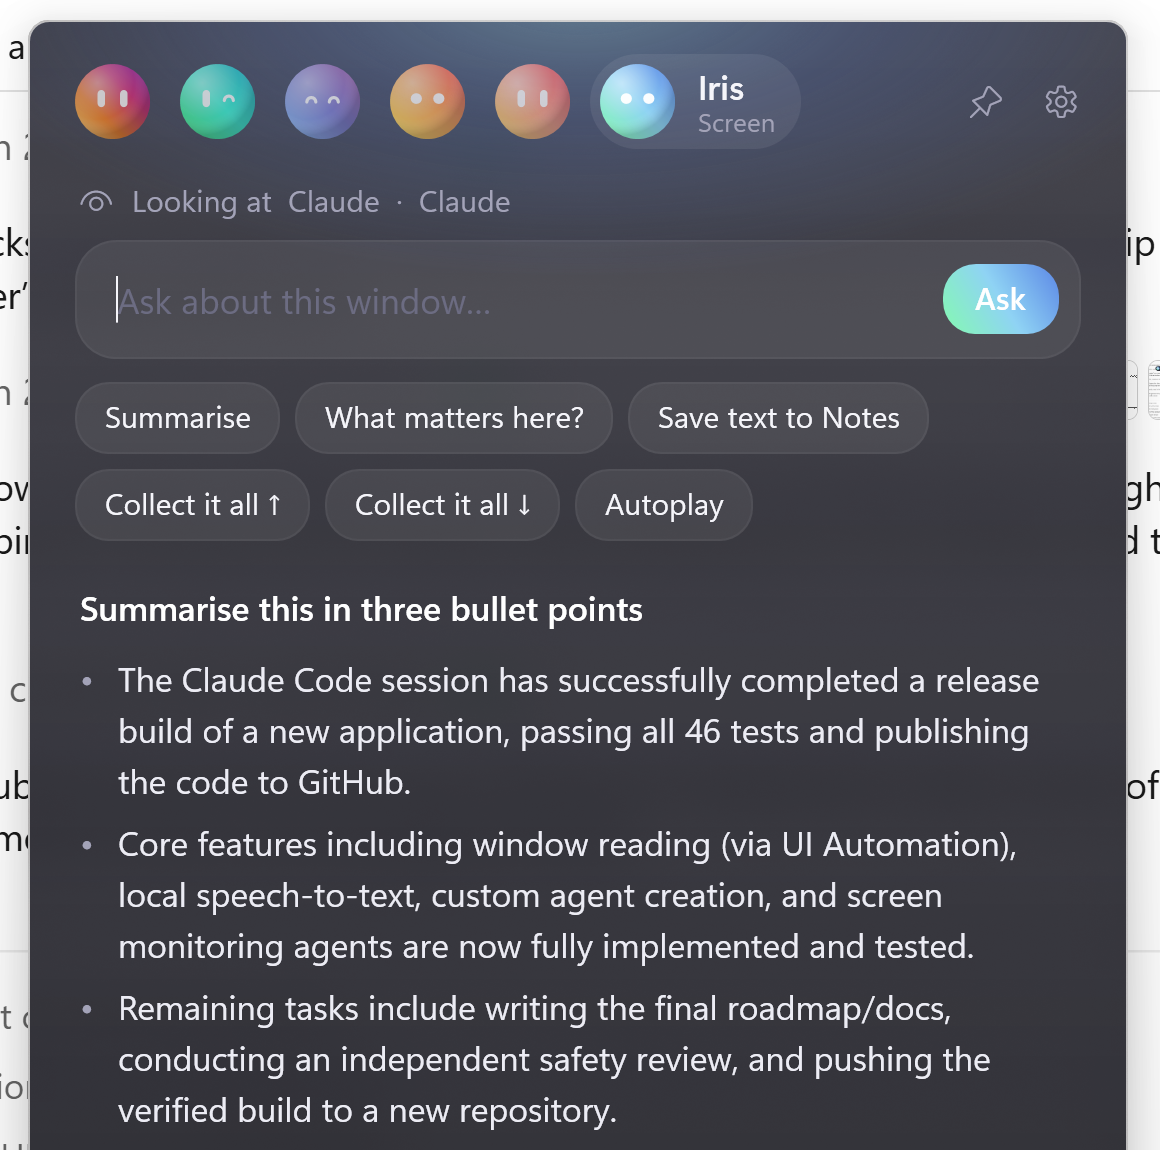 Iris
Screen
Looking at Claude · Claude
Ask about this window...
Ask
Summarise
What matters here?
Save text to Notes
Collect it all ↑
Collect it all ↓
Autoplay
Summarise this in three bullet points
• The Claude Code session has successfully completed a release
build of a new application, passing all 46 tests and publishing
the code to GitHub.
• Core features including window reading (via UI Automation),
local speech-to-text, custom agent creation, and screen
monitoring agents are now fully implemented and tested.
• Remaining tasks include writing the final roadmap/docs,
conducting an independent safety review, and pushing the
verified build to a new repository.